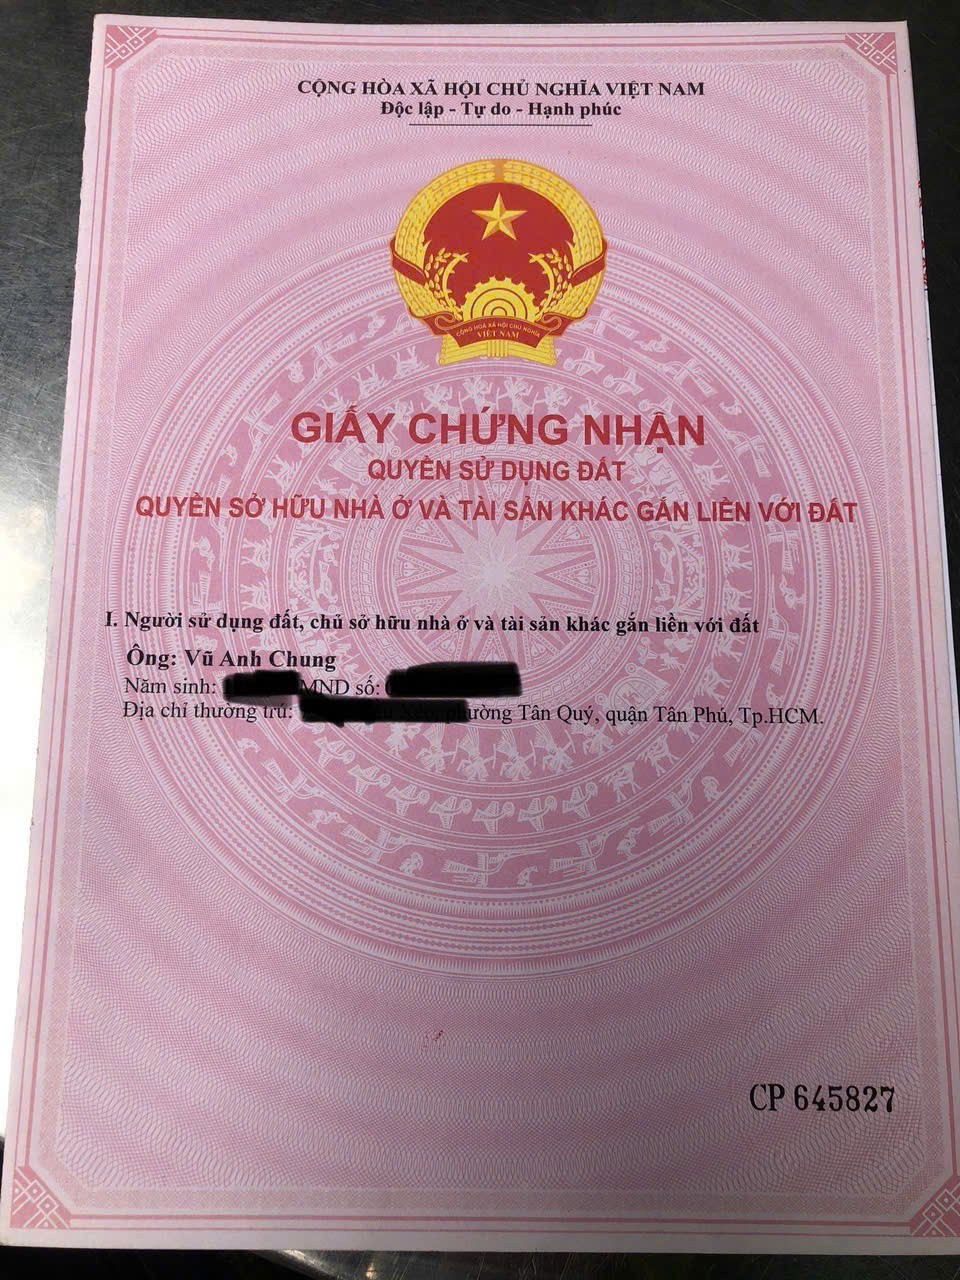 CỘNG HÒA XÃ HỘI CHỦ NGHĨA VIỆT NAM
Độc lập - Tự do - Hạnh phúc
CỘNG HOÀ XÃ HỘI CHỦ NGHĨA
VIỆT NAM
GIẤY CHỨNG NHẬN
QUYỀN SỬ DỤNG ĐẤT
QUYỀN SỞ HỮU NHÀ Ở VÀ TÀI SẢN KHÁC GẮN LIỀN VỚI ĐẤT
I. Người sử dụng đất, chủ sở hữu nhà ở và tài sản khác gắn liền với đất
Ông: Vũ Anh Chung
Năm sinh: MND số:
Địa chỉ thường trú: phường Tân Quý, quận Tân Phú, Tp.HCM.
CP 645827